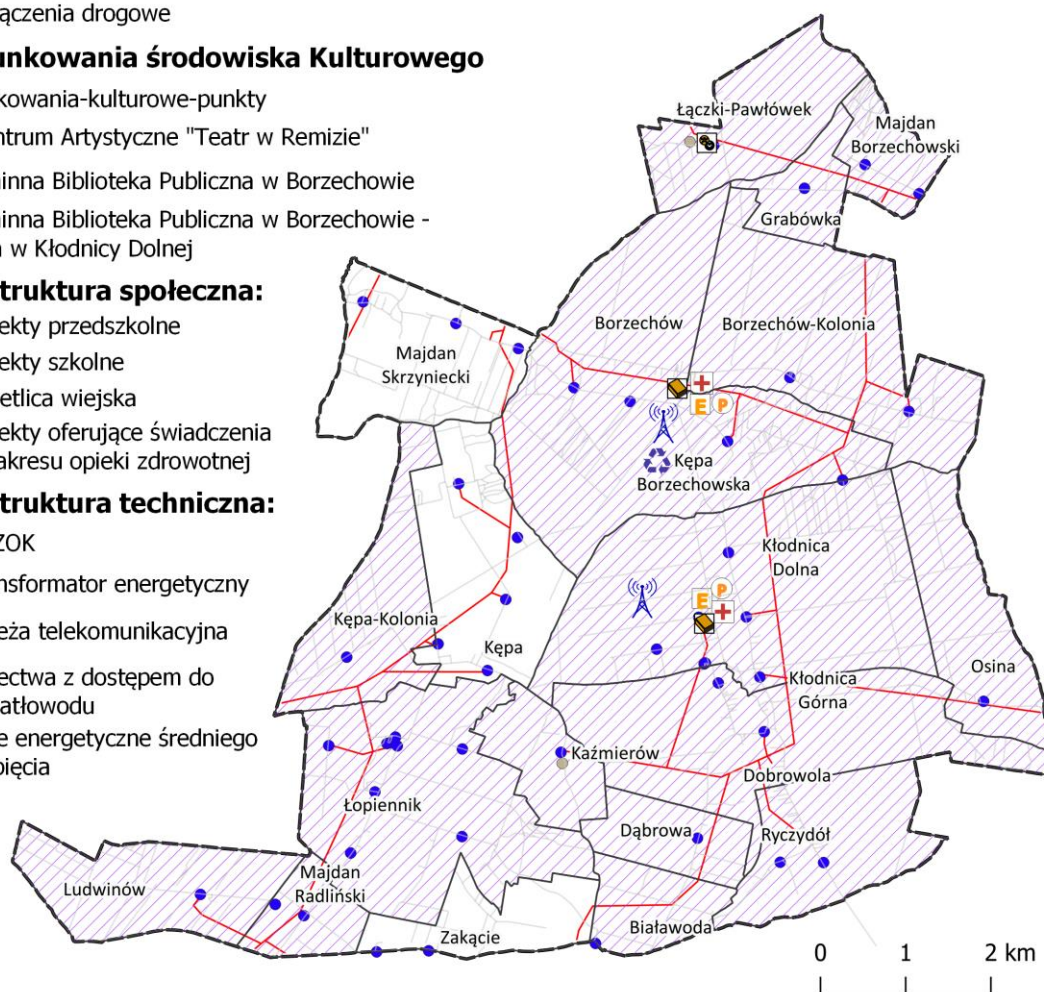 ączenia drogowe
unkowania środowiska Kulturowego
kowania-kulturowe-punkty
ntrum Artystyczne "Teatr w Remizie"
inna Biblioteka Publiczna w Borzechowie
inna Biblioteka Publiczna w Borzechowie -
w Kłodnicy Dolnej
truktura społeczna:
ekty przedszkolne
ekty szkolne
etlica wiejska
ekty oferujące świadczenia
akresu opieki zdrowotnej
truktura techniczna:
ZOK
nsformator energetyczny
eża telekomunikacyjna
ectwa z dostępem do
atłowodu
e energetyczne średniego
pięcia
Łączki-Pawłówek
Majdan
Borzechowski
Grabówka
Borzechów
Borzechów-Kolonia
Majdan
Skrzyniecki
E P
Kępa
Borzechowska
Kłodnica
Dolna
E P
Kępa-Kolonia
Kępa
Osina
Kłodnica
Górna
Kaźmierów
Dobrowola
Łopiennik
Dąbrowa
Ryczydół
Ludwinów
Majdan
Radliński
Białawoda
Zakącie
0 1 2 km